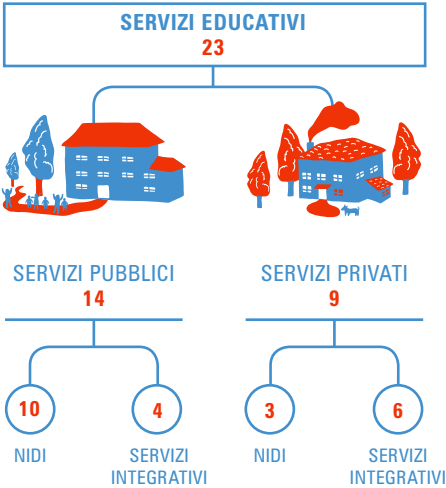 SERVIZI EDUCATIVI
23
SERVIZI PUBBLICI
14
SERVIZI PRIVATI
9
10
4
3
6
NIDI
SERVIZI
INTEGRATIVI
NIDI
SERVIZI
INTEGRATIVI